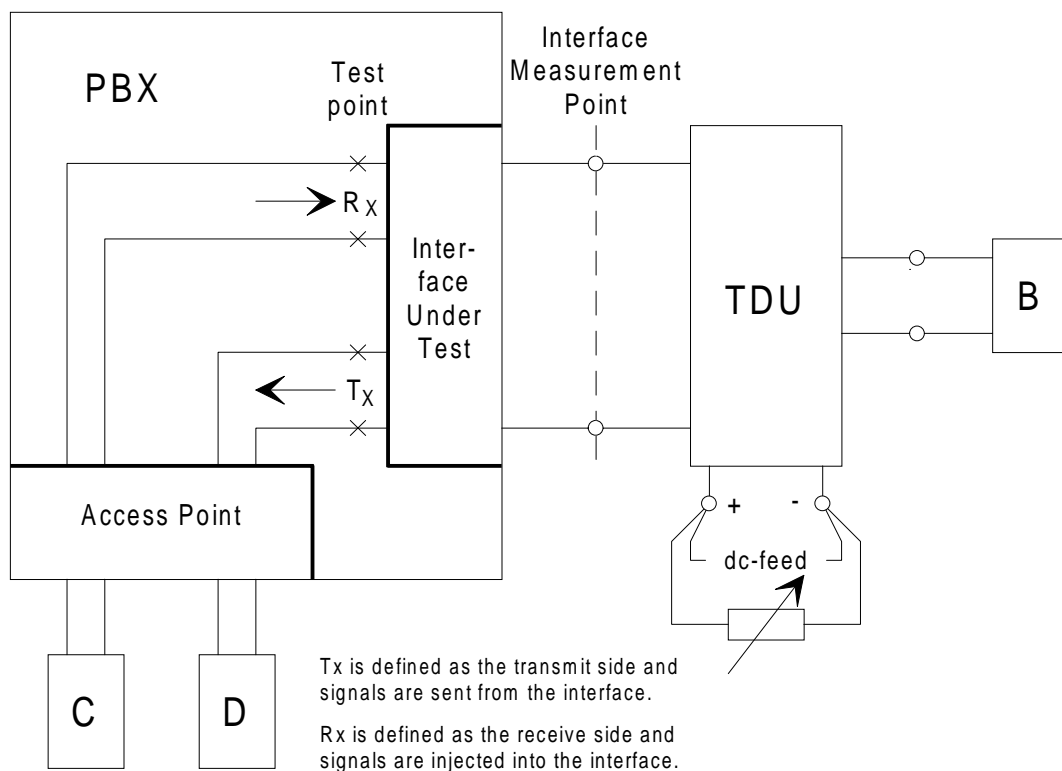 PBX
Test
point
Interface
Measurement
Point
RX
Inter-
face
Under
Test
TX
TDU
B
Access Point
+ -
dc-feed
C
D
Tx is defined as the transmit side and
signals are sent from the interface.
Rx is defined as the receive side and
signals are injected into the interface.